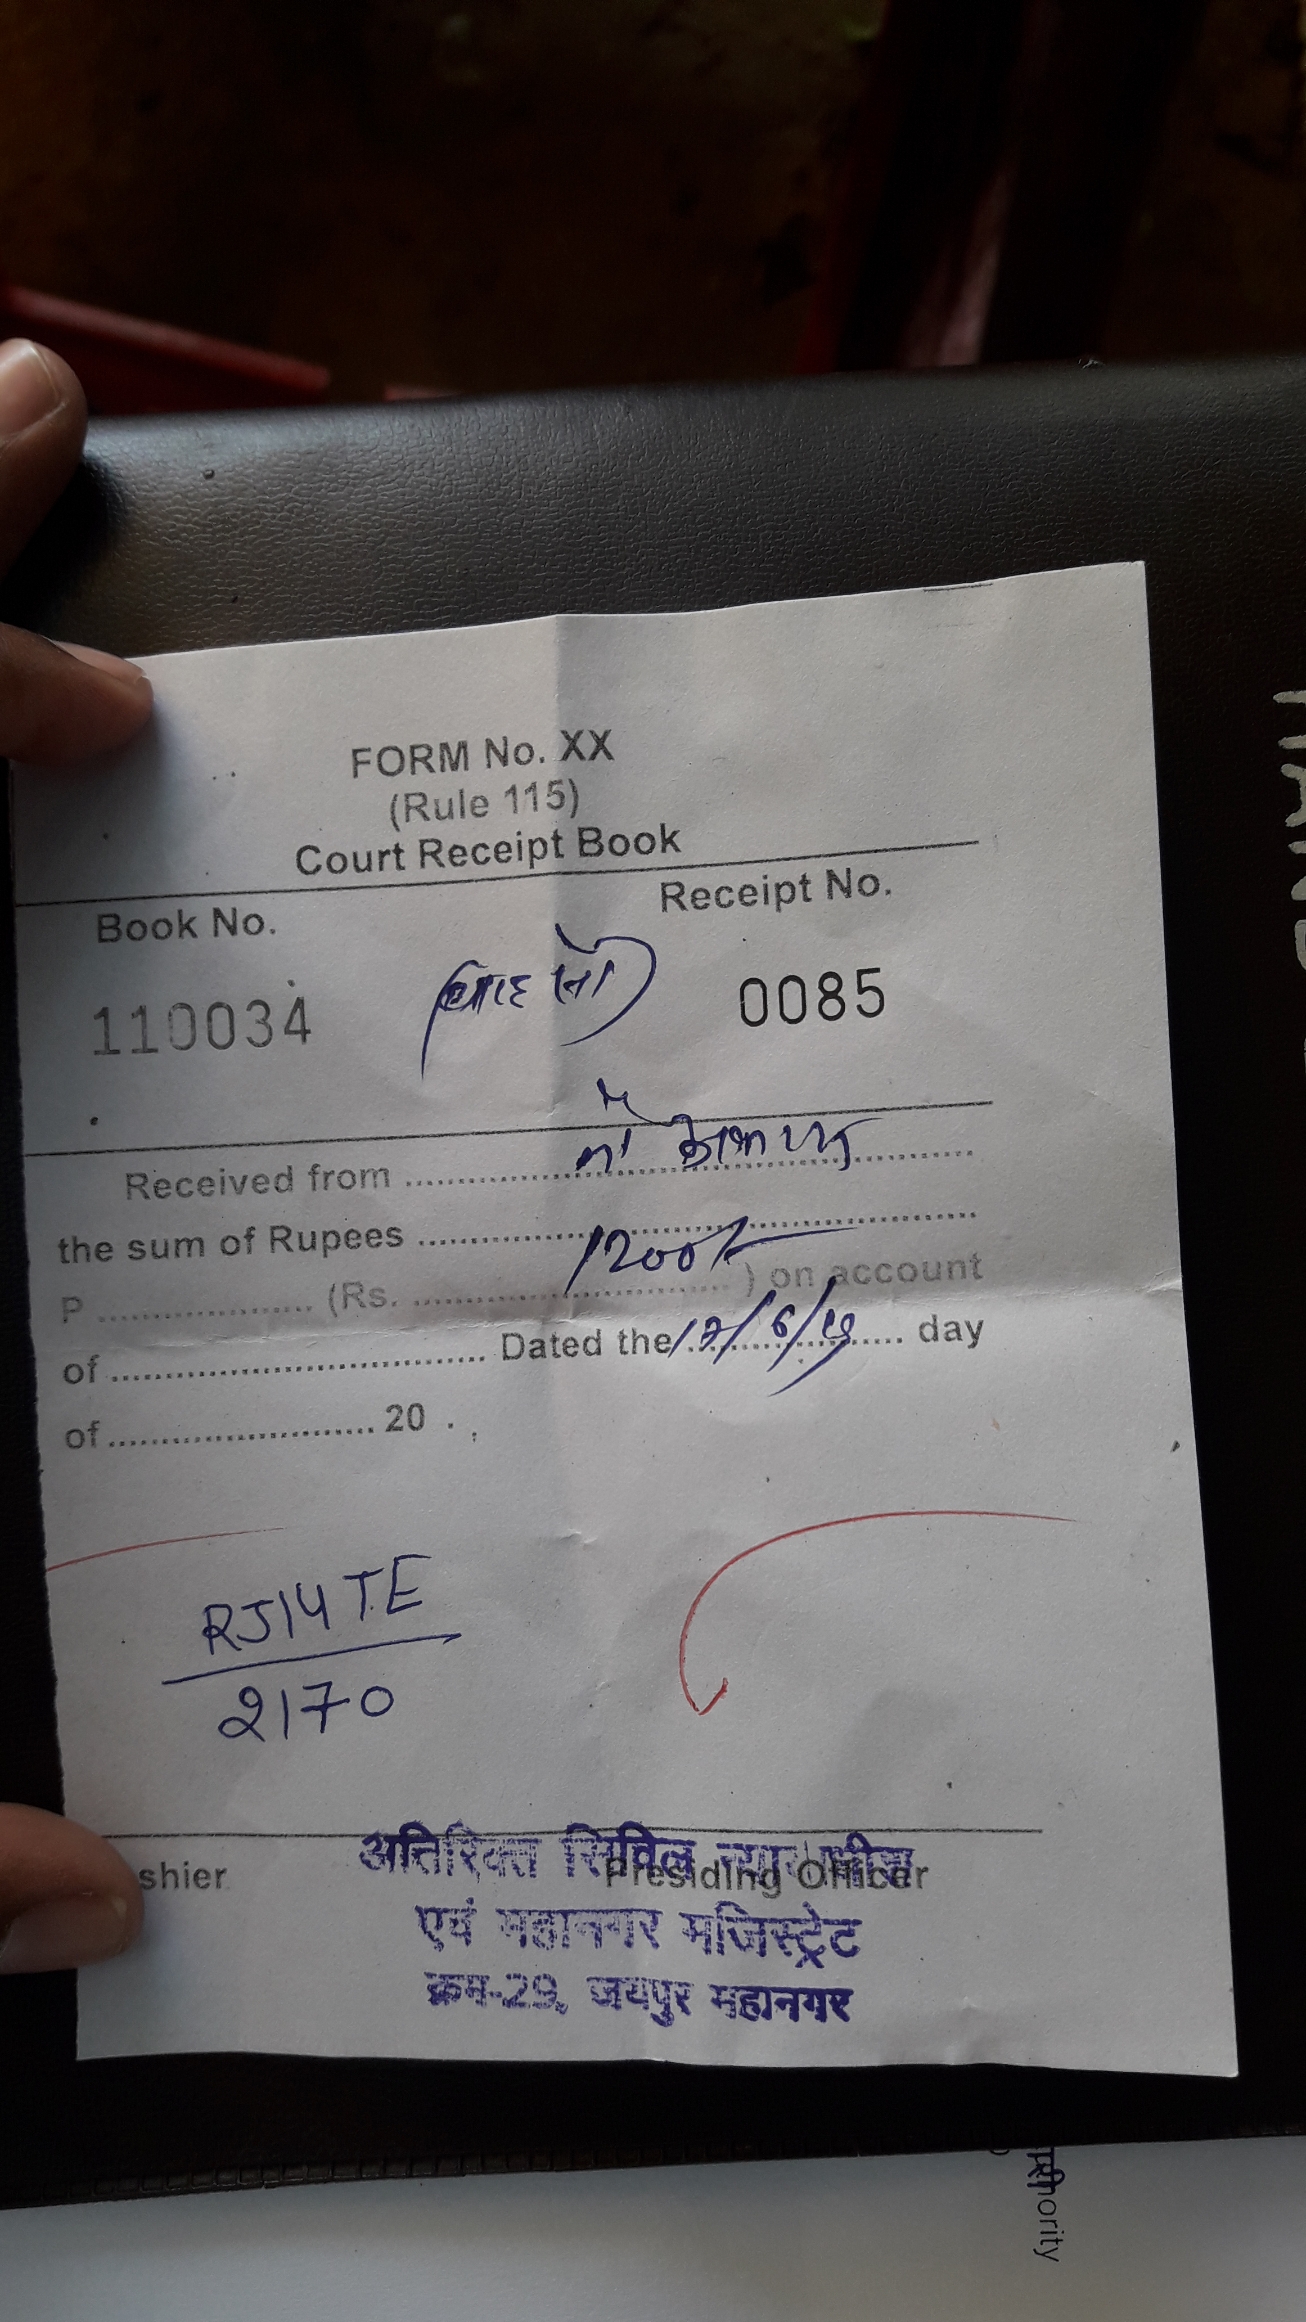 FORM No. XX
(Rule 115)
Court Receipt Book
Book No. Receipt No.
110034 0085
Received from ........................................
the sum of Rupees ........................................ 1200/-
P .................... (Rs. ..............................) on account
of ........................................ Dated the .................... day
of ........................... 20 .
RJ14TE
2170
shier Presiding Officer
अतिरिक्त सिविल न्यायाधीश
एवं महानगर मजिस्ट्रेट
क्रम-29, जयपुर महानगर